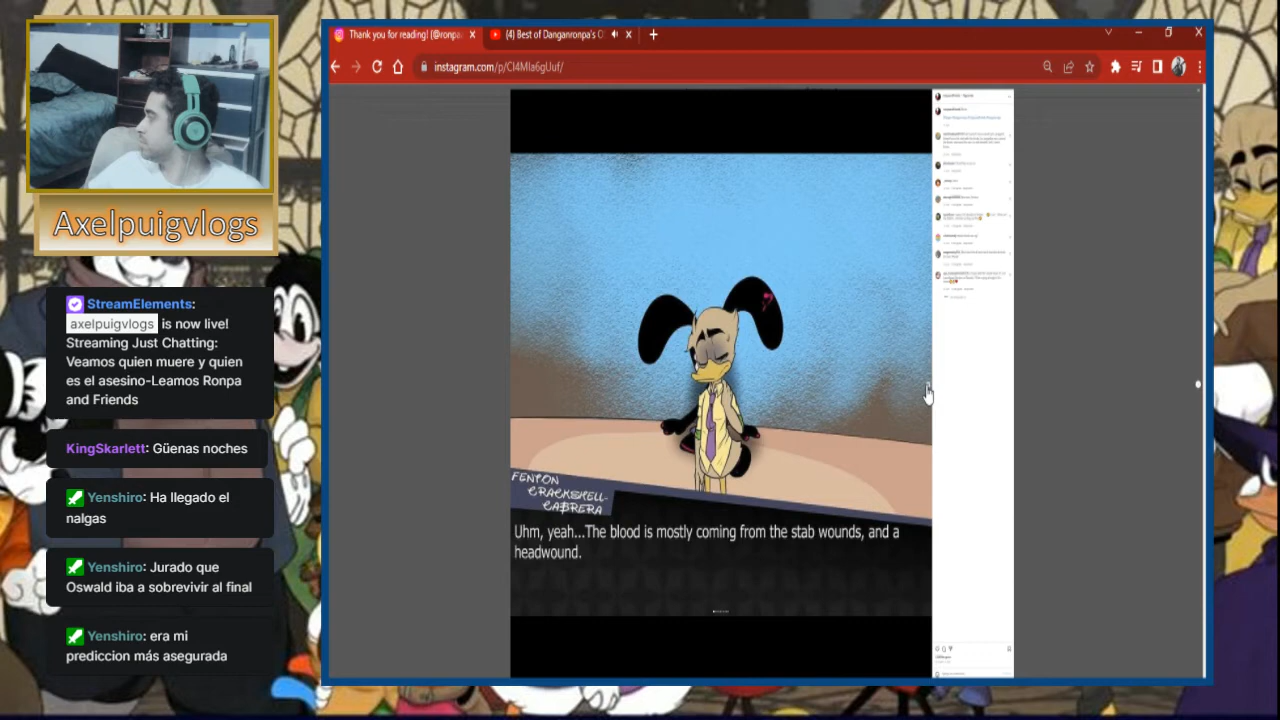 Thank you for reading! (@ronpa
(4) Best of Danganronpa's C
instagram.com/p/Cl4Mla6gUuf/
Axelpuigvlogs
StreamElements:
axelpuigvlogs is now live!
Streaming Just Chatting:
Veamos quien muere y quien
es el asesino-Leamos Ronpa
and Friends
KingSkarlett: Güenas noches
Yenshiro: Ha llegado el
nalgas
Yenshiro: Jurado que
Oswald iba a sobrevivir al final
Yenshiro: era mi
prediccion más asegurada
FENTON
CRACKSHELL-
CABRERA
Uhm, yeah...The blood is mostly coming from the stab wounds, and a
headwound.